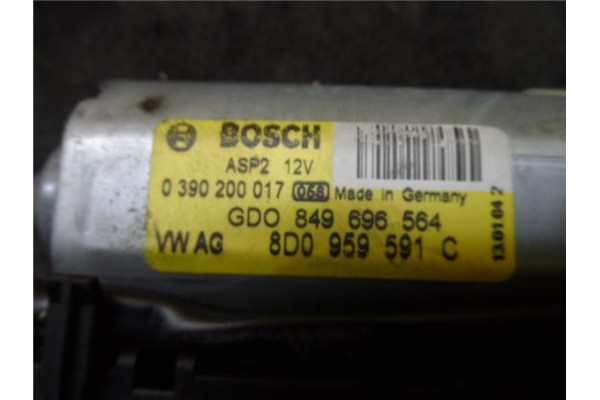 BOSCH
ASP2 12V
0 390 200 017 068 Made in Germany
GDO 849 696 564
VW AG 8D0 959 591 C
13.01.04 2